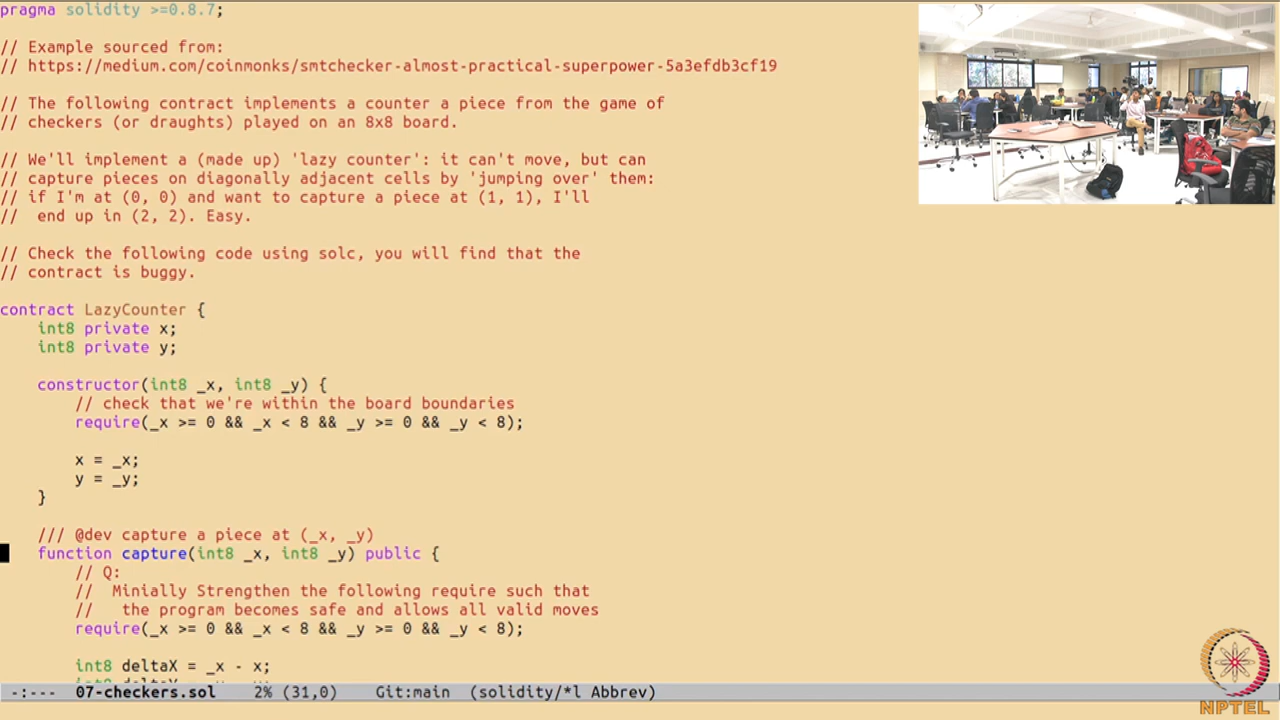 pragma solidity >=0.8.7;
// Example sourced from:
// https://medium.com/coinmonks/smtchecker-almost-practical-superpower-5a3efdb3cf19
// The following contract implements a counter a piece from the game of
// checkers (or draughts) played on an 8x8 board.
// We'll implement a (made up) 'lazy counter': it can't move, but can
// capture pieces on diagonally adjacent cells by 'jumping over' them:
// if I'm at (0, 0) and want to capture a piece at (1, 1), I'll
//  end up in (2, 2). Easy.
// Check the following code using solc, you will find that the
// contract is buggy.
contract LazyCounter {
    int8 private x;
    int8 private y;
    constructor(int8 _x, int8 _y) {
        // check that we're within the board boundaries
        require(_x >= 0 && _x < 8 && _y >= 0 && _y < 8);
        x = _x;
        y = _y;
    }
    /// @dev capture a piece at (_x, _y)
    function capture(int8 _x, int8 _y) public {
        // Q:
        //  Minially Strengthen the following require such that
        //   the program becomes safe and allows all valid moves
        require(_x >= 0 && _x < 8 && _y >= 0 && _y < 8);
        int8 deltaX = _x - x;
-:---  07-checkers.sol    2% (31,0)    Git:main  (solidity/*l Abbrev)
NPTEL